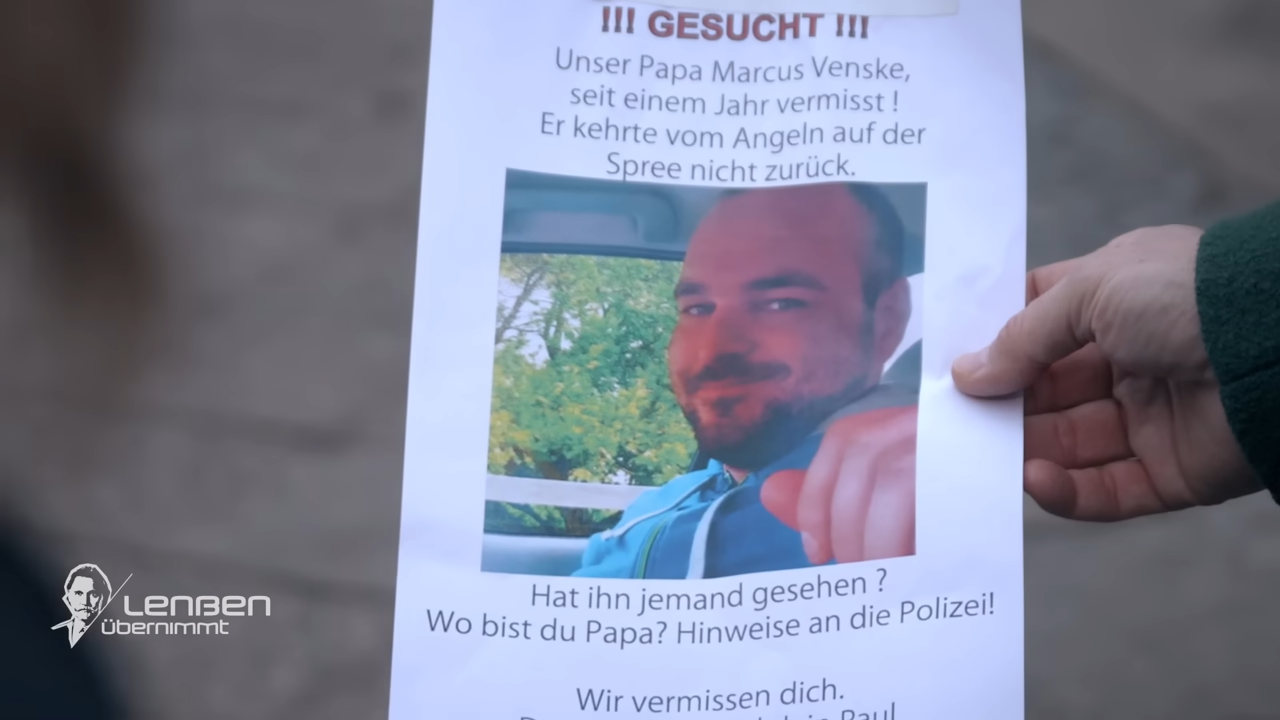 !!! GESUCHT !!!
Unser Papa Marcus Venske,
seit einem Jahr vermisst !
Er kehrte vom Angeln auf der
Spree nicht zurück.
Hat ihn jemand gesehen ?
Wo bist du Papa? Hinweise an die Polizei!
Wir vermissen dich.
Paul
LENßEN
übernimmt